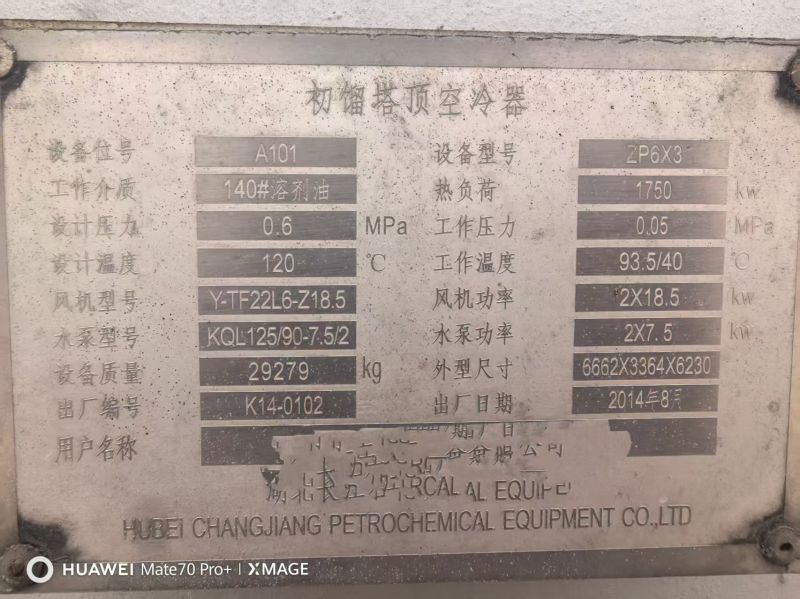 初馏塔顶空冷器
设备位号 A101 设备型号 ZP6X3
工作介质 140#溶剂油 热负荷 1750 kw
设计压力 0.6 MPa 工作压力 0.05 MPa
设计温度 120 ℃ 工作温度 93.5/40 ℃
风机型号 Y-TF22L6-Z18.5 风机功率 2X18.5 kw
水泵型号 KQL125/90-7.5/2 水泵功率 2X7.5 kw
设备质量 29279 kg 外型尺寸 6662X3364X6230
出厂编号 K14-0102 出厂日期 2014年8月
用户名称
HUBEI CHANGJIANG PETROCHEMICAL EQUIPMENT CO.,LTD
HUAWEI Mate70 Pro+ | XMAGE